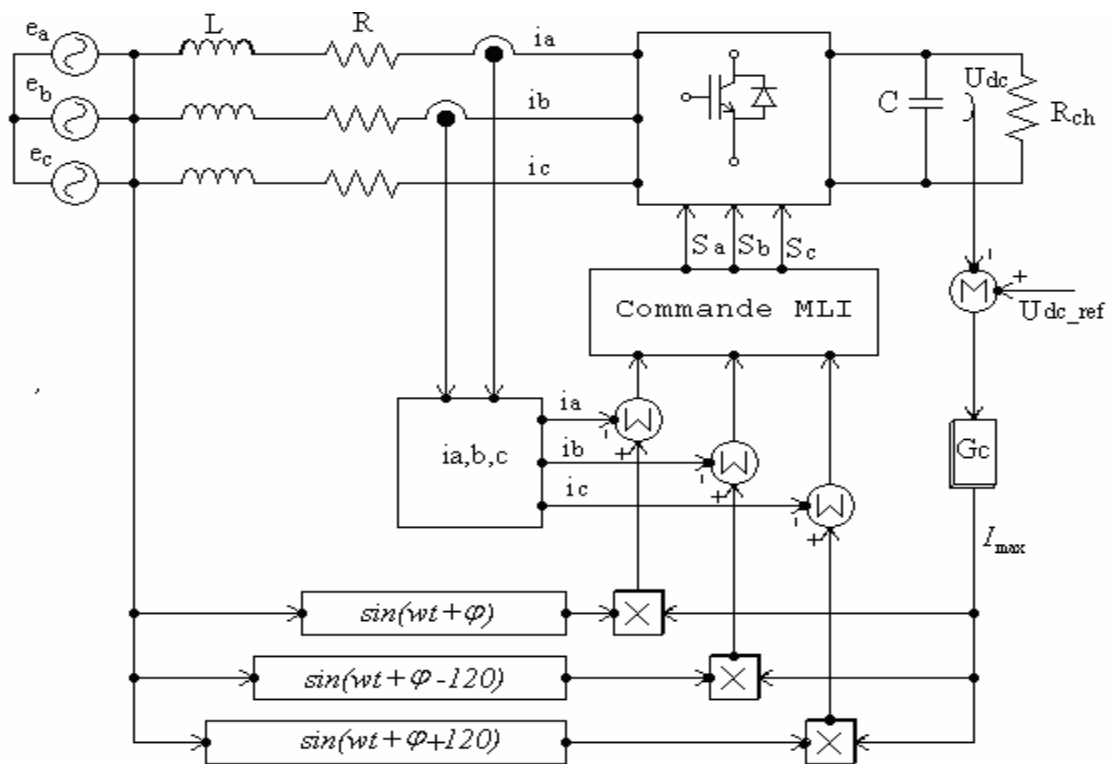 ea
L
R
ia
eb
ib
ec
ic
C
Udc
Rch
Sa
Sb
Sc
Commande MLI
-
+
Udc_ref
ia,b,c
ia
-
+
ib
-
+
ic
-
+
Gc
Imax
sin(wt+φ)
×
sin(wt+φ-120)
×
sin(wt+φ+120)
×